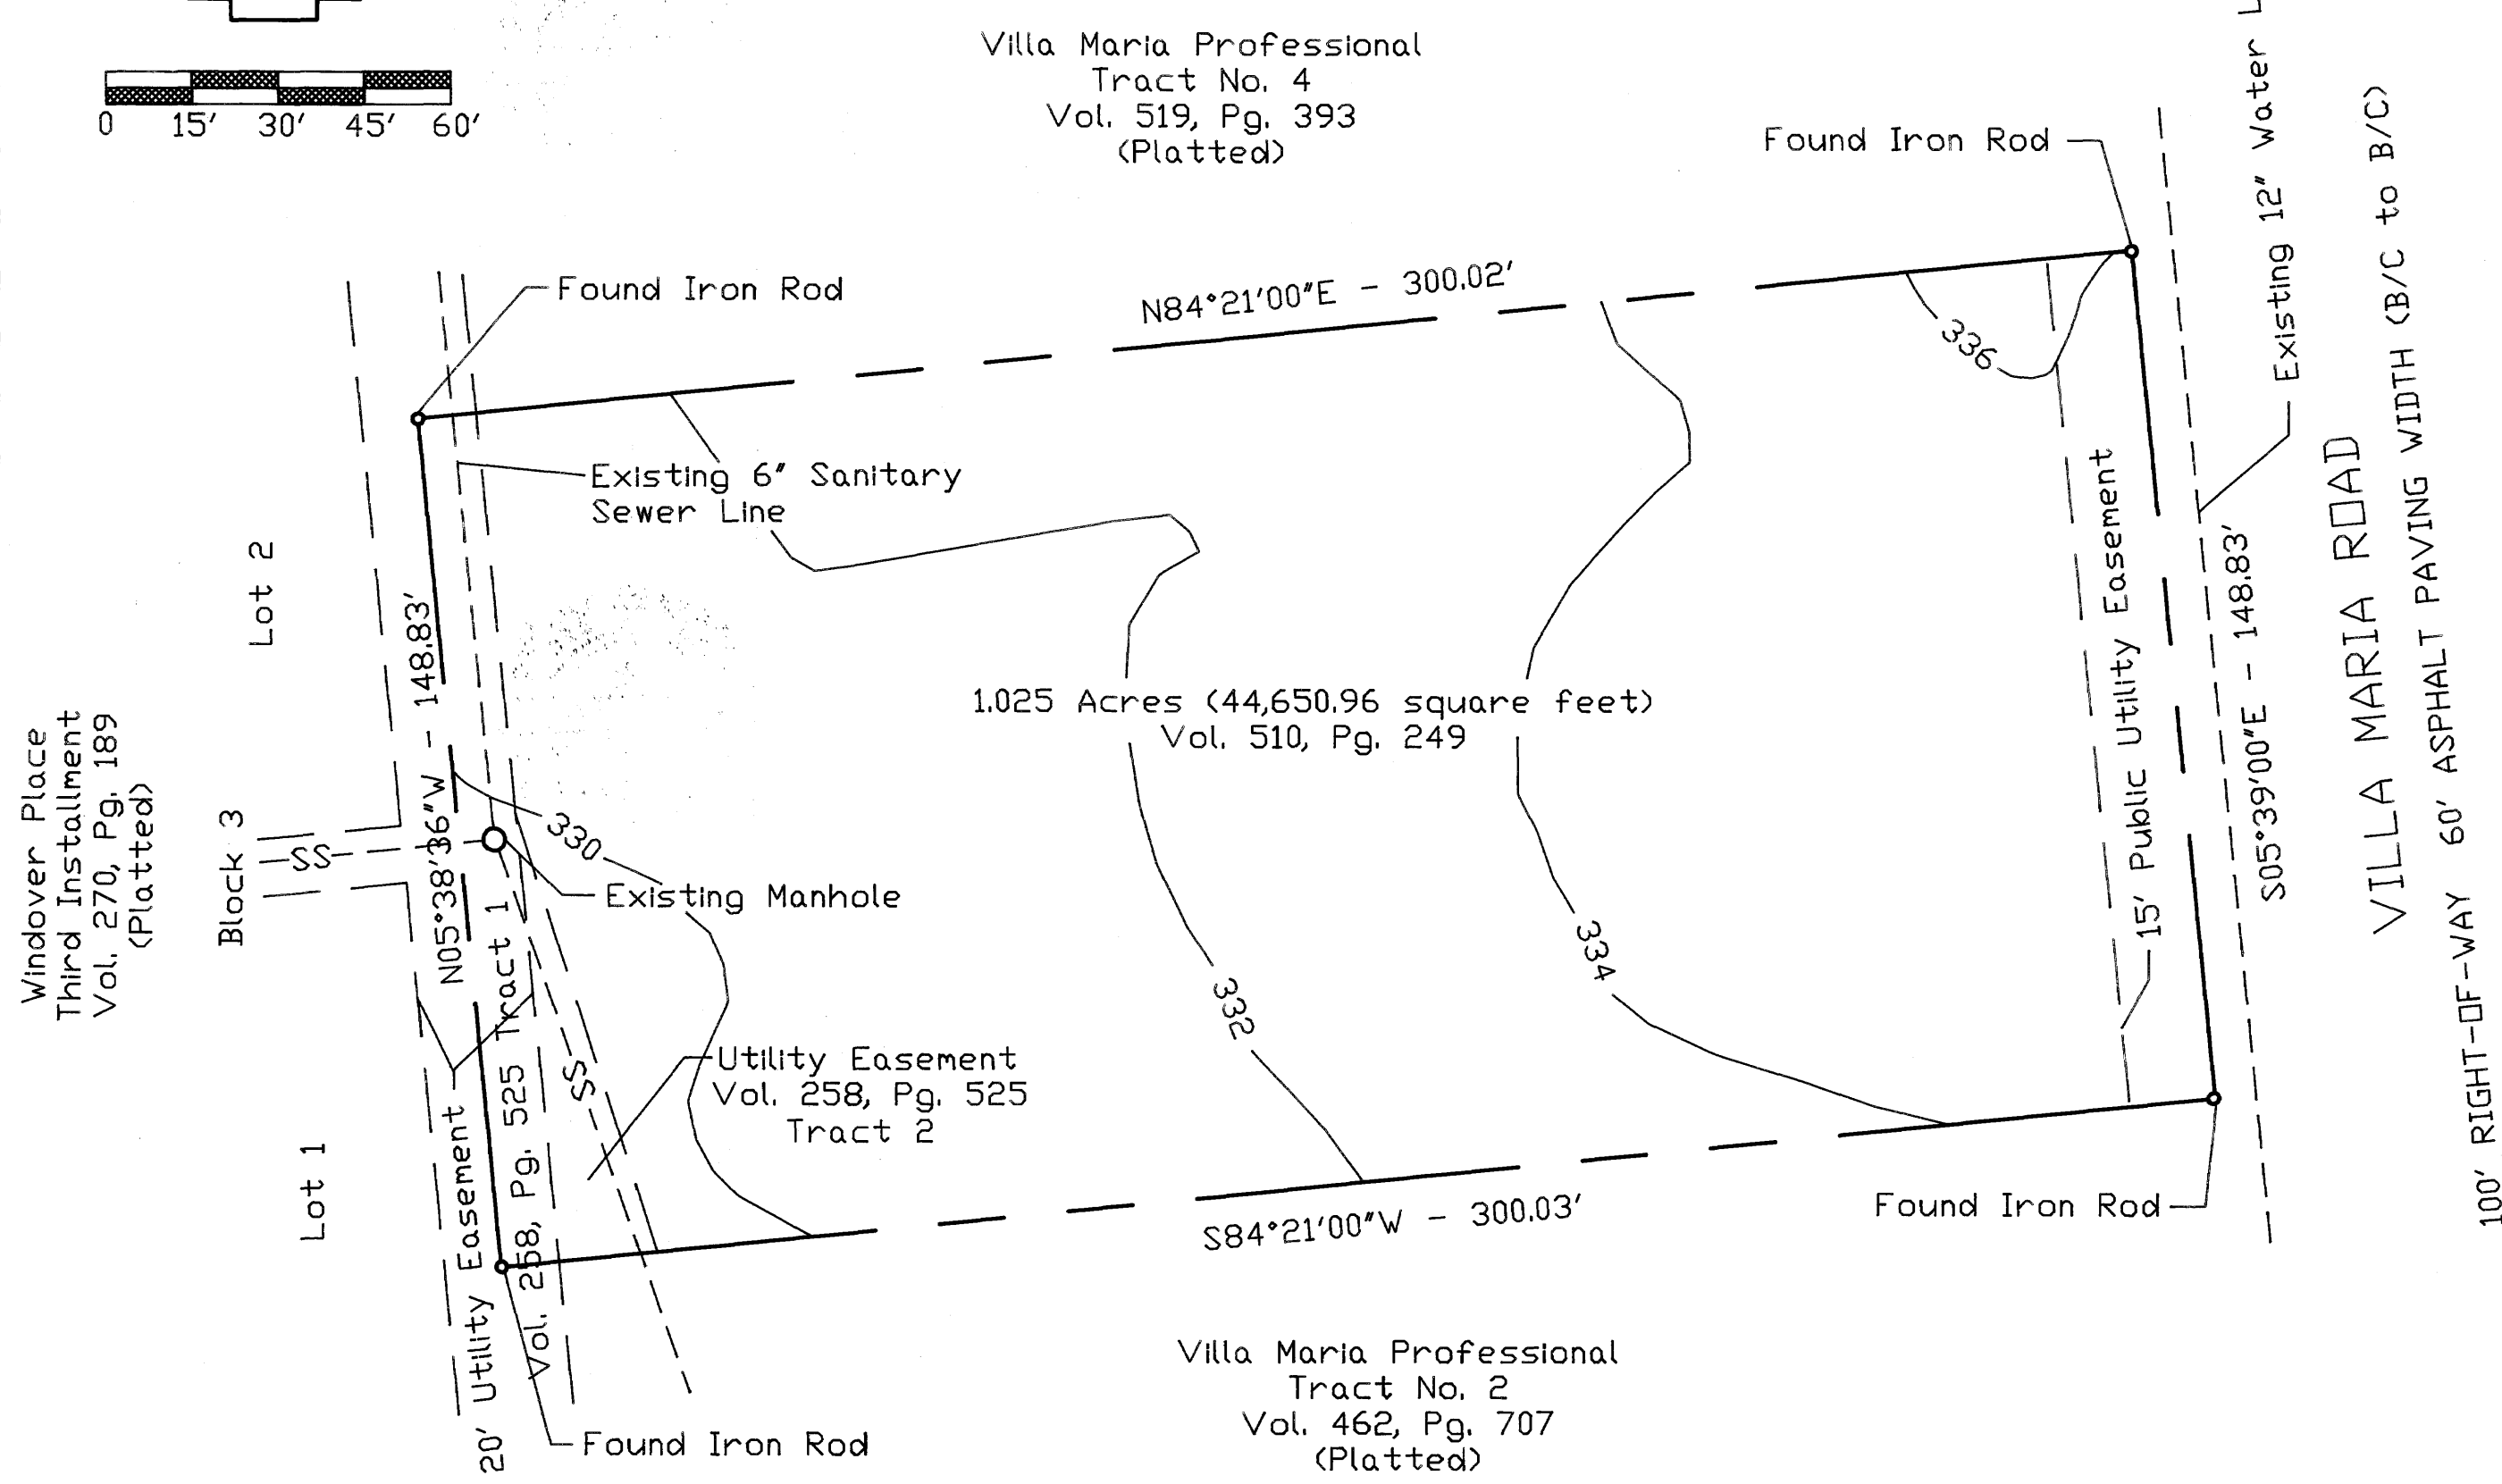 0 15' 30' 45' 60'
Villa Maria Professional
Tract No. 4
Vol. 519, Pg. 393
(Platted)
Found Iron Rod
Found Iron Rod
N84°21'00"E - 300.02'
336
Existing 12" Water
Existing 6" Sanitary
Sewer Line
Lot 2
N05°38'36"W - 148.83'
Windover Place
Third Installment
Vol. 270, Pg. 189
(Platted)
Block 3
SS
330
Existing Manhole
1.025 Acres (44,650.96 square feet)
Vol. 510, Pg. 249
332
334
15' Public Utility Easement
S05°39'00"E - 148.83'
VILLA MARIA ROAD
100' RIGHT-OF-WAY 60' ASPHALT PAVING WIDTH (B/C to B/C)
SS
Utility Easement
Vol. 258, Pg. 525
Tract 2
Lot 1
20' Utility Easement
Vol. 258, Pg. 525 Tract 1
S84°21'00"W - 300.03'
Found Iron Rod
Found Iron Rod
Villa Maria Professional
Tract No. 2
Vol. 462, Pg. 707
(Platted)